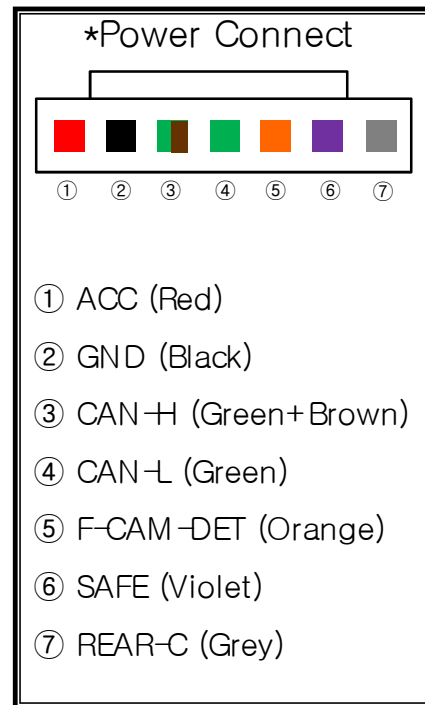 *Power Connect
① ② ③ ④ ⑤ ⑥ ⑦
① ACC (Red)
② GND (Black)
③ CAN-H (Green+Brown)
④ CAN-L (Green)
⑤ F-CAM-DET (Orange)
⑥ SAFE (Violet)
⑦ REAR-C (Grey)